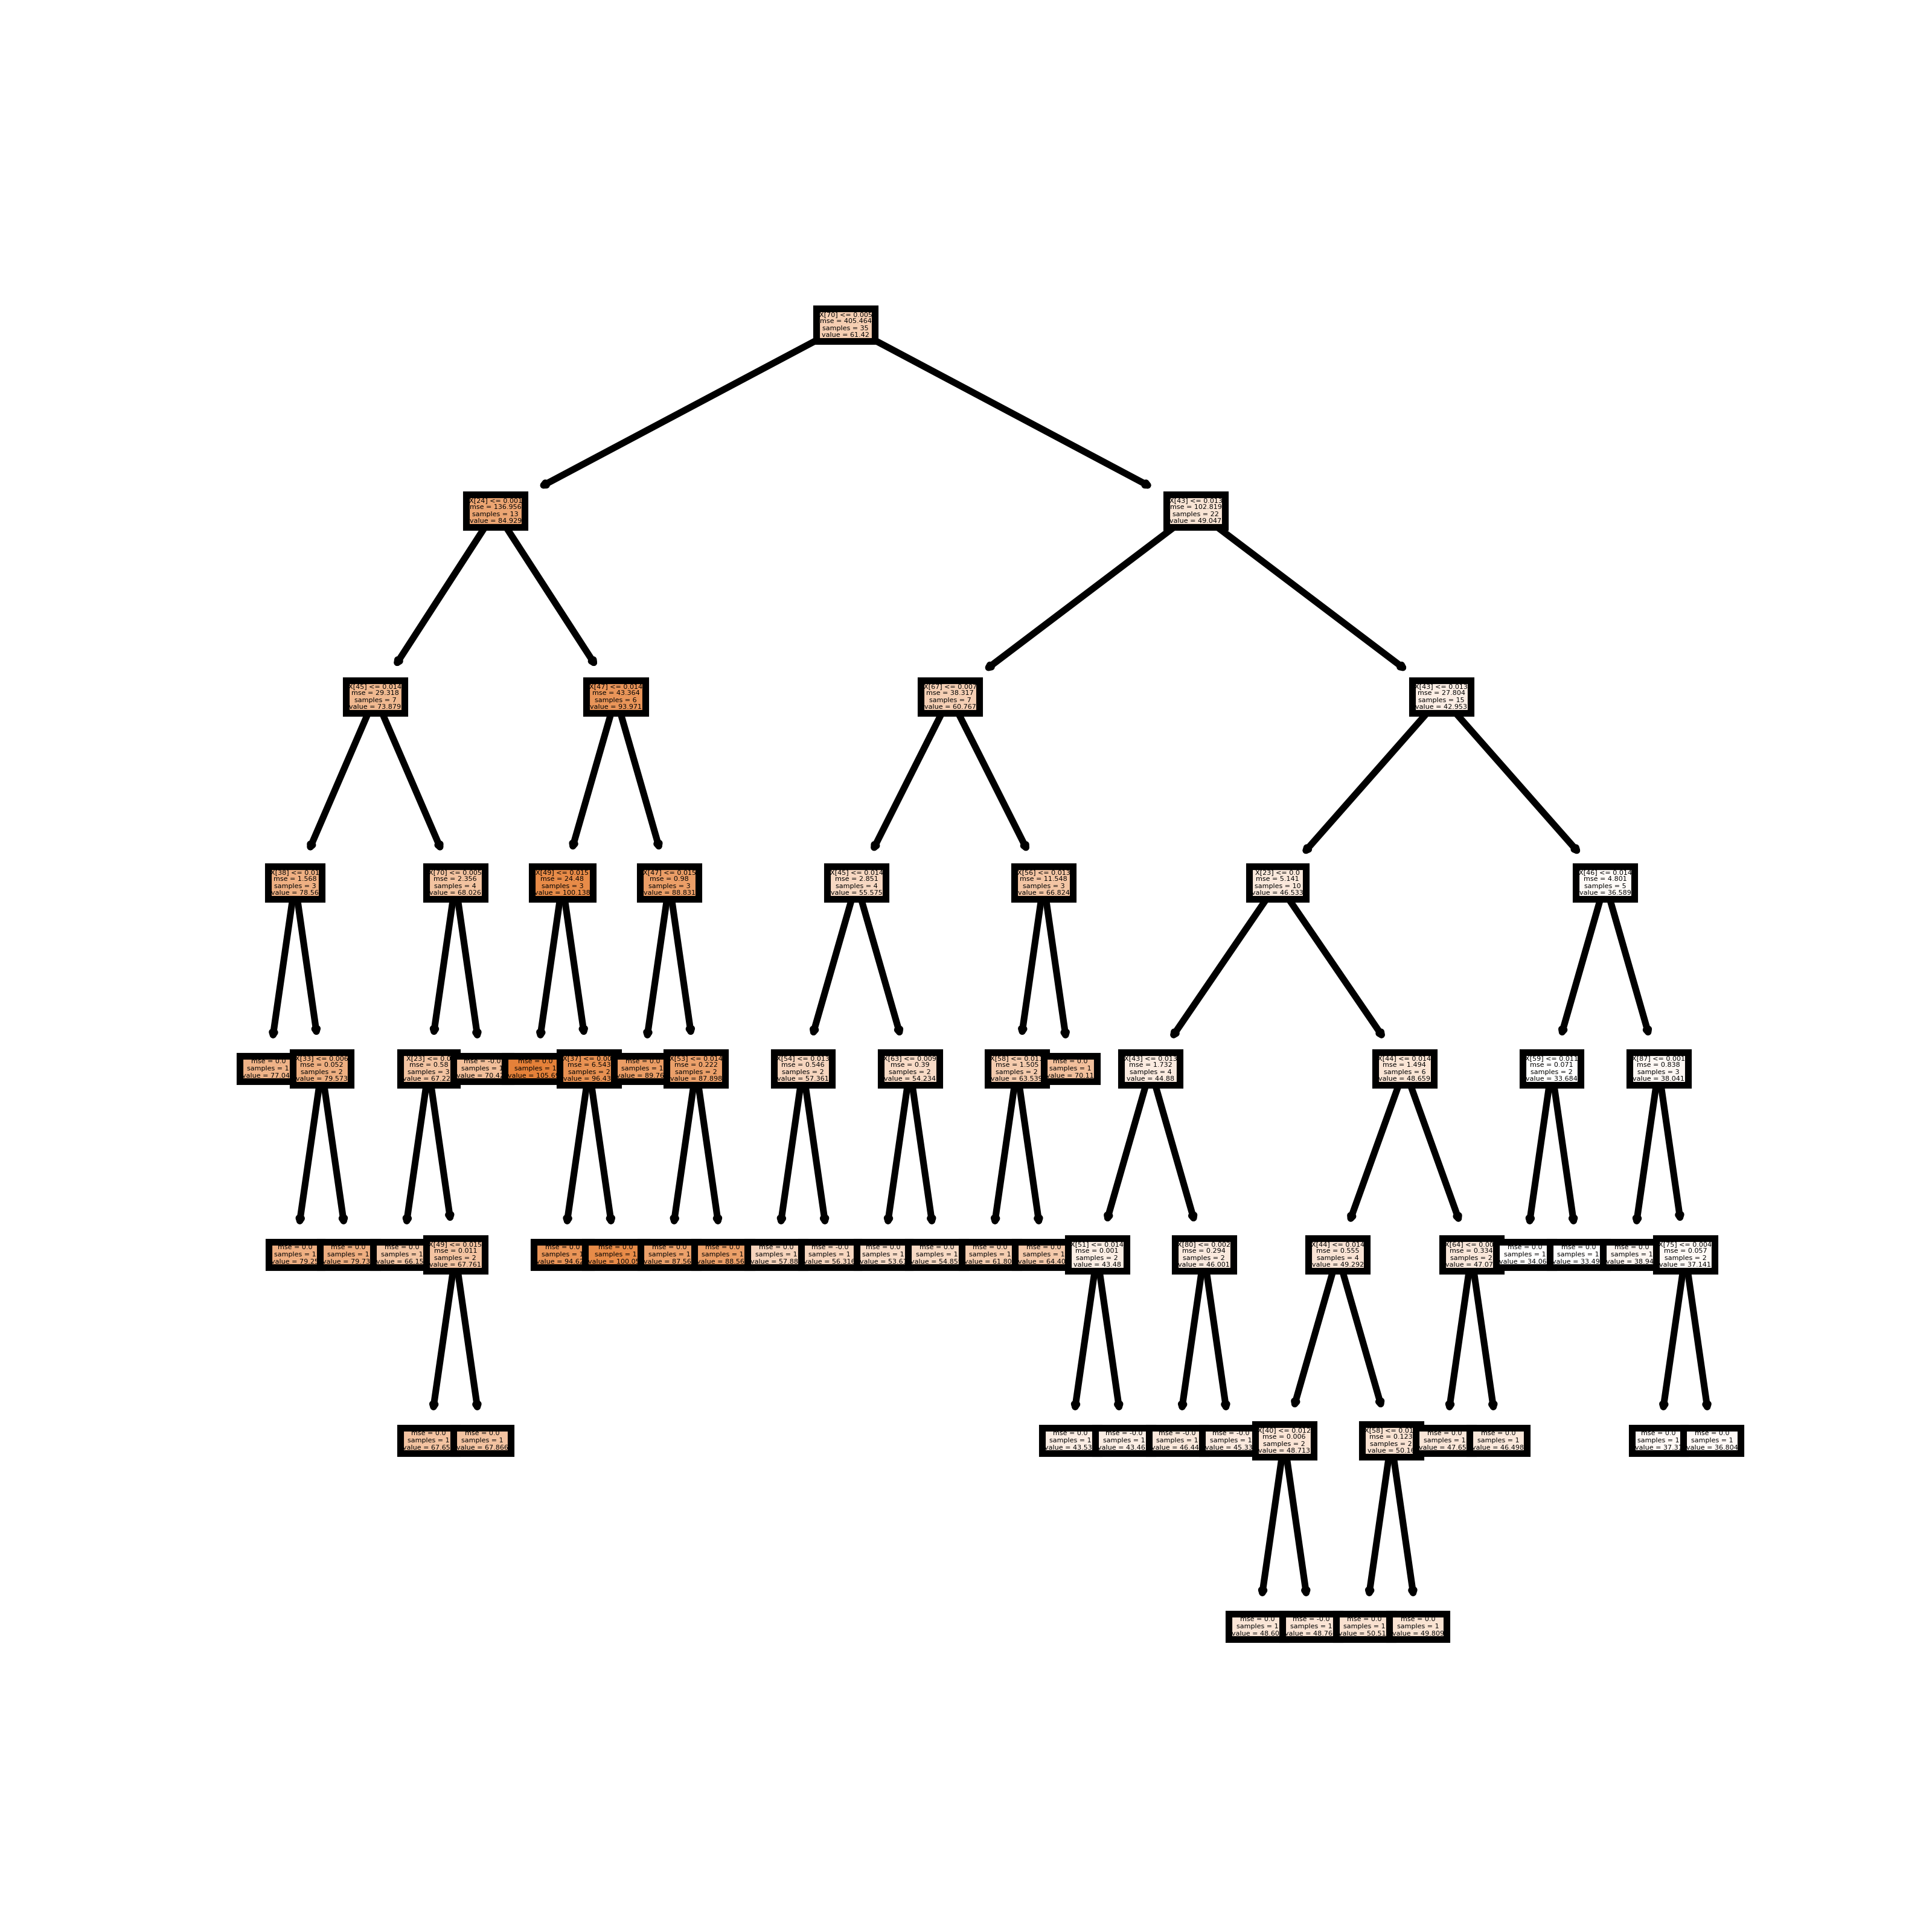 X[70] <= 0.005
mse = 405.464
samples = 35
value = 61.42
mse = 136.956
samples = 13
value = 84.929
mse = 102.819
samples = 22
value = 49.047
X[45] <= 0.014
mse = 29.318
samples = 7
value = 73.879
X[47] <= 0.014
mse = 43.364
samples = 6
value = 93.971
X[67] <= 0.007
mse = 38.317
samples = 7
value = 60.767
X[43] <= 0.013
mse = 27.804
samples = 15
value = 42.953
X[38] <= 0.01
mse = 1.568
samples = 3
value = 78.56
X[70] <= 0.005
mse = 2.356
samples = 4
value = 68.026
X[49] <= 0.015
mse = 24.48
samples = 3
value = 100.138
X[47] <= 0.015
mse = 0.98
samples = 3
value = 88.831
X[45] <= 0.014
mse = 2.851
samples = 4
value = 55.575
X[56] <= 0.013
mse = 11.548
samples = 3
value = 66.824
X[23] <= 0.0
mse = 5.141
samples = 10
value = 46.533
X[46] <= 0.014
mse = 4.801
samples = 5
value = 36.589
mse = 0.0
samples = 1
value = 77.04
X[33] <= 0.006
mse = 0.052
samples = 2
value = 79.573
X[23] <= 0.0
mse = 0.58
samples = 3
value = 67.22
mse = -0.0
samples = 1
value = 70.42
mse = 0.0
samples = 1
value = 105.6
X[37] <= 0.00
mse = 6.543
samples = 2
value = 96.43
mse = 0.0
samples = 1
value = 89.76
X[53] <= 0.014
mse = 0.222
samples = 2
value = 87.898
X[54] <= 0.013
mse = 0.546
samples = 2
value = 57.361
X[63] <= 0.009
mse = 0.39
samples = 2
value = 54.234
X[58] <= 0.01
mse = 1.505
samples = 2
value = 63.53
mse = 0.0
samples = 1
value = 70.11
X[43] <= 0.013
mse = 1.732
samples = 4
value = 44.88
X[44] <= 0.014
mse = 1.494
samples = 6
value = 48.659
X[59] <= 0.011
mse = 0.071
samples = 2
value = 33.684
X[87] <= 0.001
mse = 0.838
samples = 3
value = 38.041
mse = 0.0
samples = 1
value = 79.2
mse = 0.0
samples = 1
value = 79.73
mse = 0.0
samples = 1
value = 66.15
X[49] <= 0.015
mse = 0.011
samples = 2
value = 67.761
mse = 0.0
samples = 1
value = 94.62
mse = 0.0
samples = 1
value = 100.0
mse = 0.0
samples = 1
value = 87.56
mse = 0.0
samples = 1
value = 88.56
mse = 0.0
samples = 1
value = 57.88
mse = -0.0
samples = 1
value = 56.316
mse = 0.0
samples = 1
value = 53.6
mse = 0.0
samples = 1
value = 54.85
mse = 0.0
samples = 1
value = 61.80
mse = 0.0
samples = 1
value = 64.40
X[51] <= 0.014
mse = 0.001
samples = 2
value = 43.48
X[80] <= 0.002
mse = 0.294
samples = 2
value = 46.001
X[44] <= 0.014
mse = 0.555
samples = 4
value = 49.292
X[64] <= 0.00
mse = 0.334
samples = 2
value = 47.07
mse = 0.0
samples = 1
value = 34.06
mse = 0.0
samples = 1
value = 33.49
mse = 0.0
samples = 1
value = 38.94
X[75] <= 0.004
mse = 0.057
samples = 2
value = 37.141
mse = 0.0
samples = 1
value = 67.65
mse = 0.0
samples = 1
value = 67.866
mse = 0.0
samples = 1
value = 43.53
mse = -0.0
samples = 1
value = 43.46
mse = -0.0
samples = 1
value = 46.44
mse = -0.0
samples = 1
value = 45.33
X[40] <= 0.012
mse = 0.006
samples = 2
value = 48.713
X[58] <= 0.01
mse = 0.123
samples = 2
value = 50.1
mse = 0.0
samples = 1
value = 47.65
mse = 0.0
samples = 1
value = 46.498
mse = 0.0
samples = 1
value = 37.3
mse = 0.0
samples = 1
value = 36.804
mse = 0.0
samples = 1
value = 48.60
mse = -0.0
samples = 1
value = 48.76
mse = 0.0
samples = 1
value = 50.51
mse = 0.0
samples = 1
value = 49.809